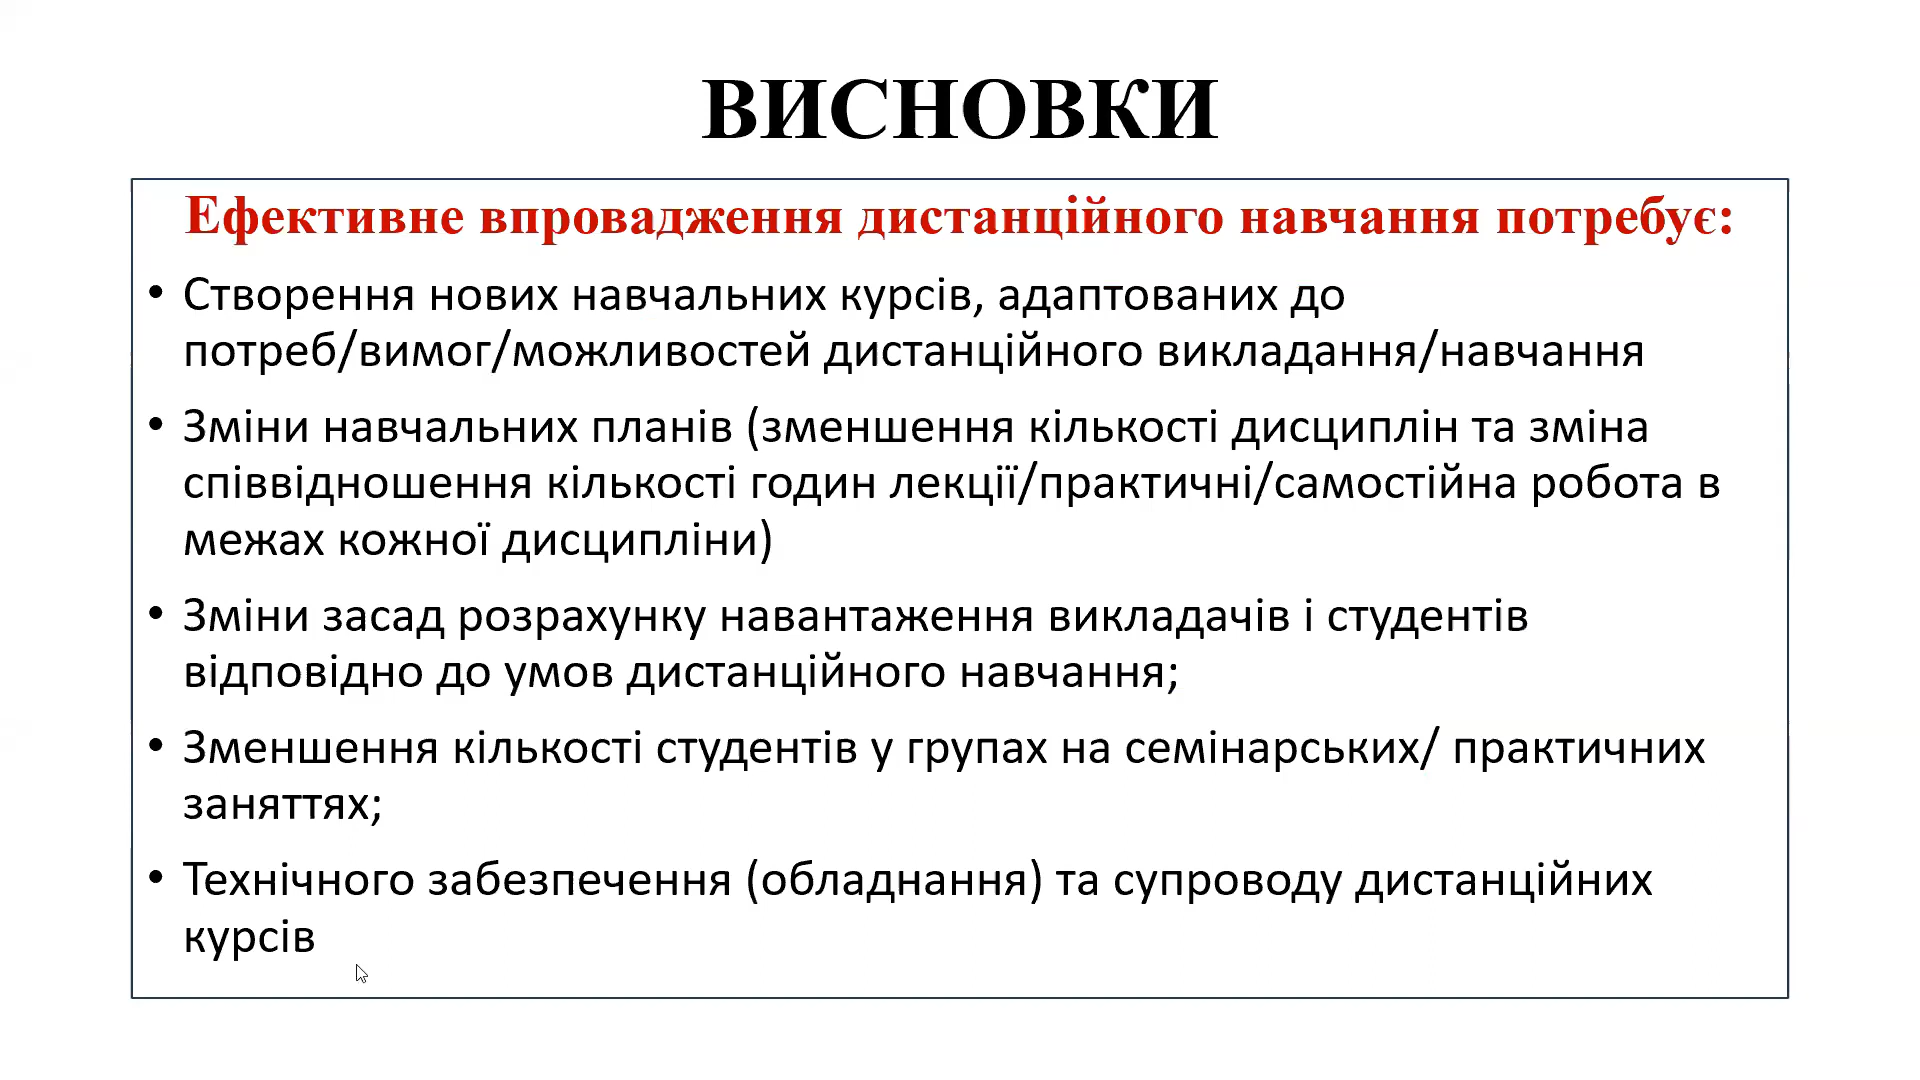 ВИСНОВКИ
Ефективне впровадження дистанційного навчання потребує:
• Створення нових навчальних курсів, адаптованих до
потреб/вимог/можливостей дистанційного викладання/навчання
• Зміни навчальних планів (зменшення кількості дисциплін та зміна
співвідношення кількості годин лекції/практичні/самостійна робота в
межах кожної дисципліни)
• Зміни засад розрахунку навантаження викладачів і студентів
відповідно до умов дистанційного навчання;
• Зменшення кількості студентів у групах на семінарських/ практичних
заняттях;
• Технічного забезпечення (обладнання) та супроводу дистанційних
курсів